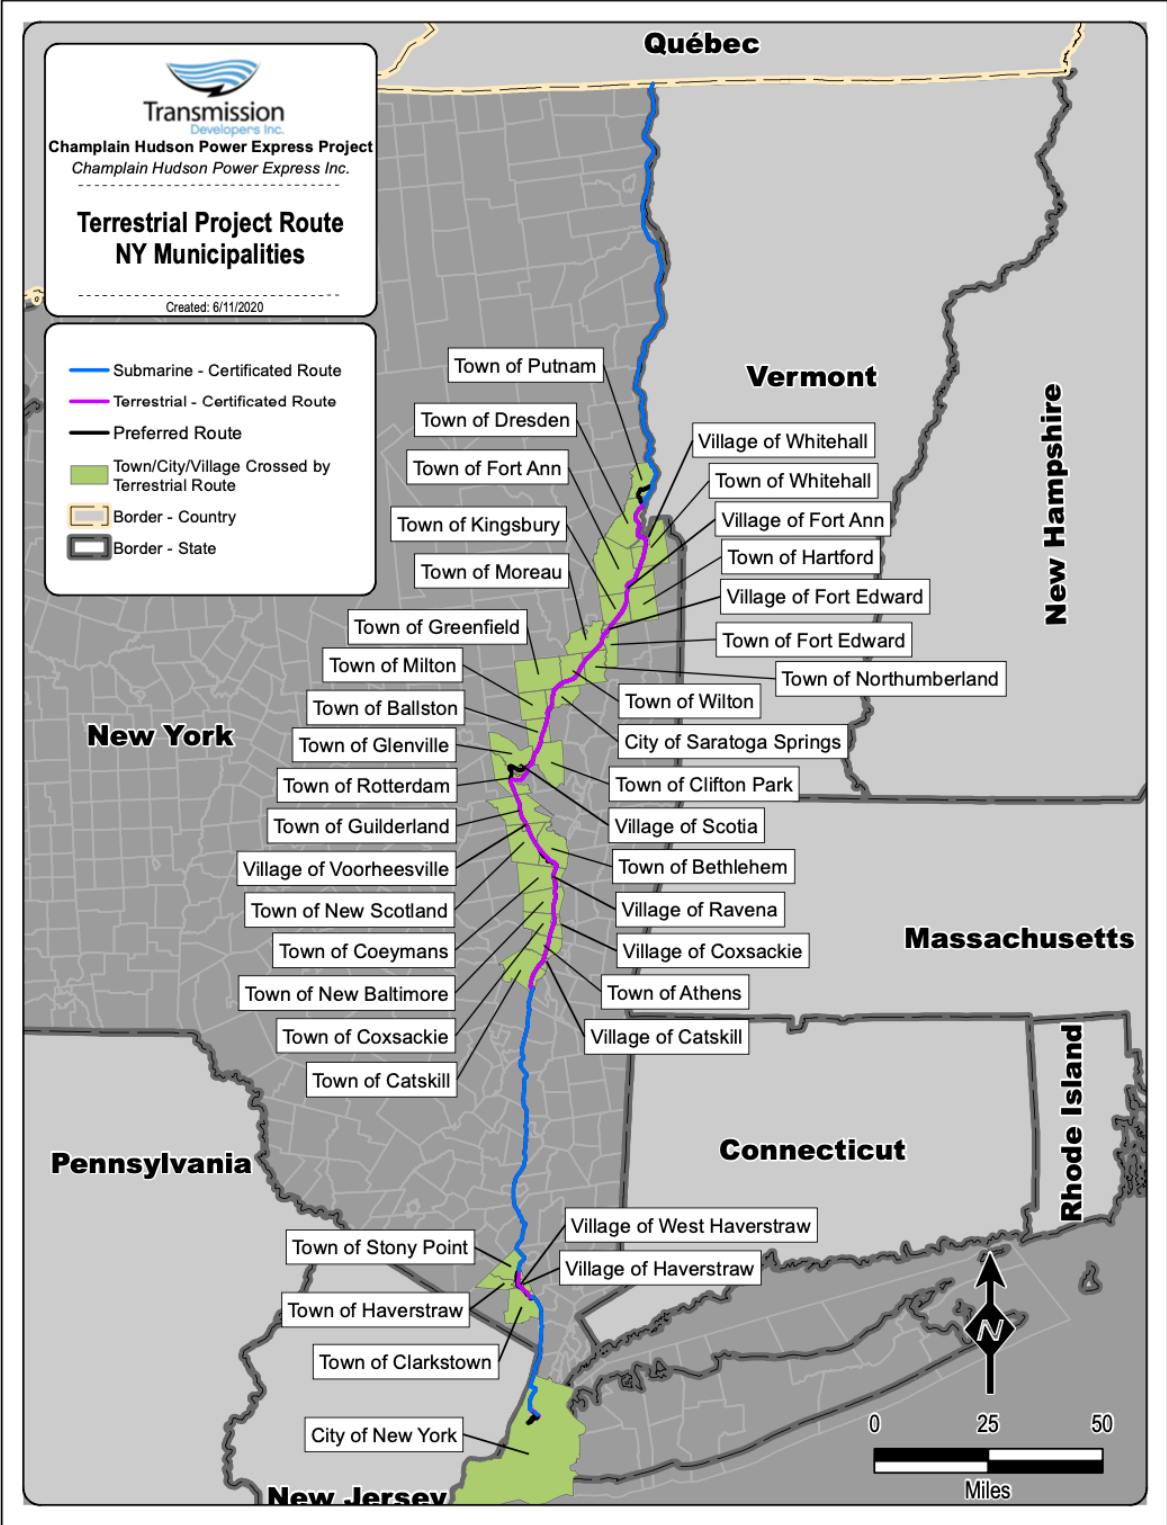 Québec
Transmission
Developers Inc.
Champlain Hudson Power Express Project
Champlain Hudson Power Express Inc.
Terrestrial Project Route
NY Municipalities
Created: 6/11/2020
Submarine - Certificated Route
Terrestrial - Certificated Route
Preferred Route
Town/City/Village Crossed by
Terrestrial Route
Border - Country
Border - State
Town of Putnam
Vermont
Town of Dresden
New Hampshire
Village of Whitehall
Town of Fort Ann
Town of Whitehall
Town of Kingsbury
Village of Fort Ann
Town of Hartford
Town of Moreau
Village of Fort Edward
Town of Greenfield
Town of Fort Edward
Town of Milton
Town of Northumberland
Town of Wilton
Town of Ballston
New York
Town of Glenville
City of Saratoga Springs
Town of Rotterdam
Town of Clifton Park
Town of Guilderland
Village of Scotia
Village of Voorheesville
Town of Bethlehem
Town of New Scotland
Village of Ravena
Massachusetts
Town of Coeymans
Village of Coxsackie
Town of New Baltimore
Town of Athens
Town of Coxsackie
Village of Catskill
Town of Catskill
Rhode Island
Pennsylvania
Connecticut
Village of West Haverstraw
Town of Stony Point
Village of Haverstraw
Town of Haverstraw
N
Town of Clarkstown
City of New York
0 25 50
Miles
New Jersey